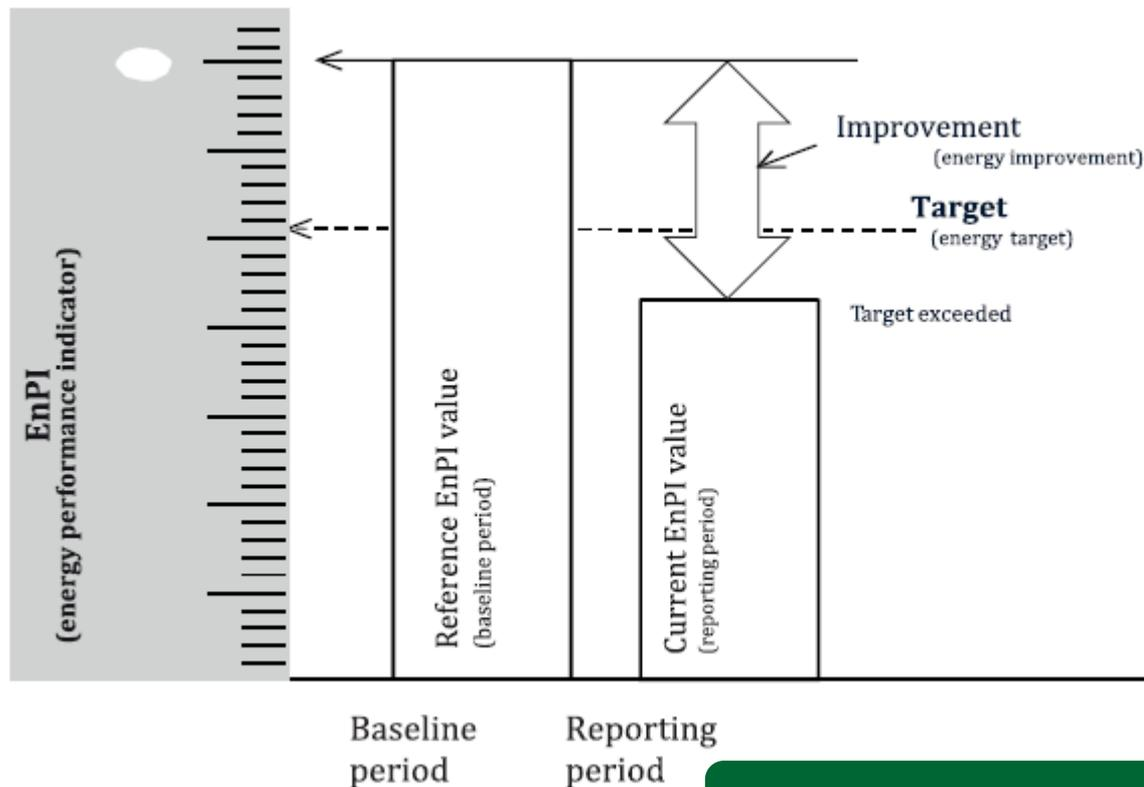 EnPI
(energy performance indicator)
Reference EnPI value
(baseline period)
Current EnPI value
(reporting period)
Improvement
(energy improvement)
Target
(energy target)
Target exceeded
Baseline
period
Reporting
period